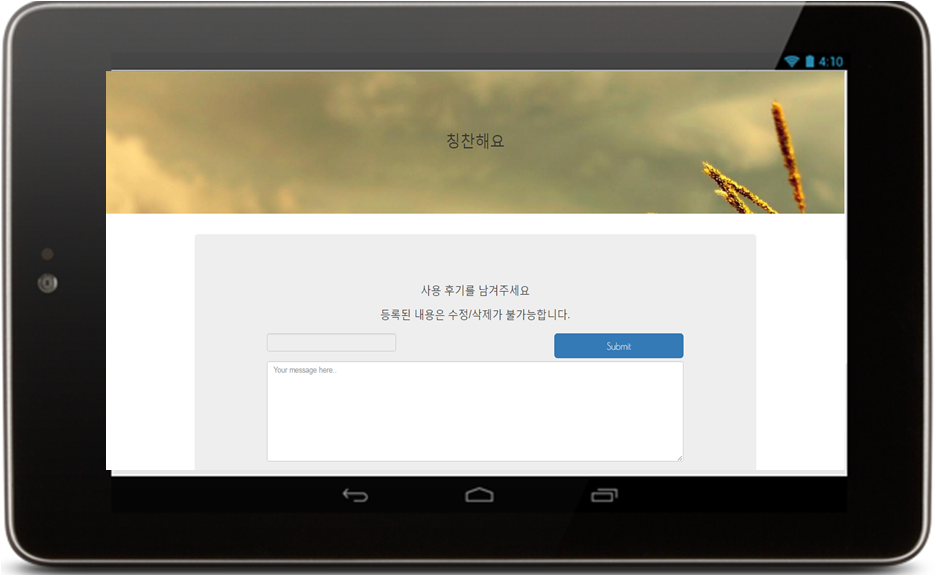 4:10
칭찬해요
사용 후기를 남겨주세요
등록된 내용은 수정/삭제가 불가능합니다.
Submit
Your message here..